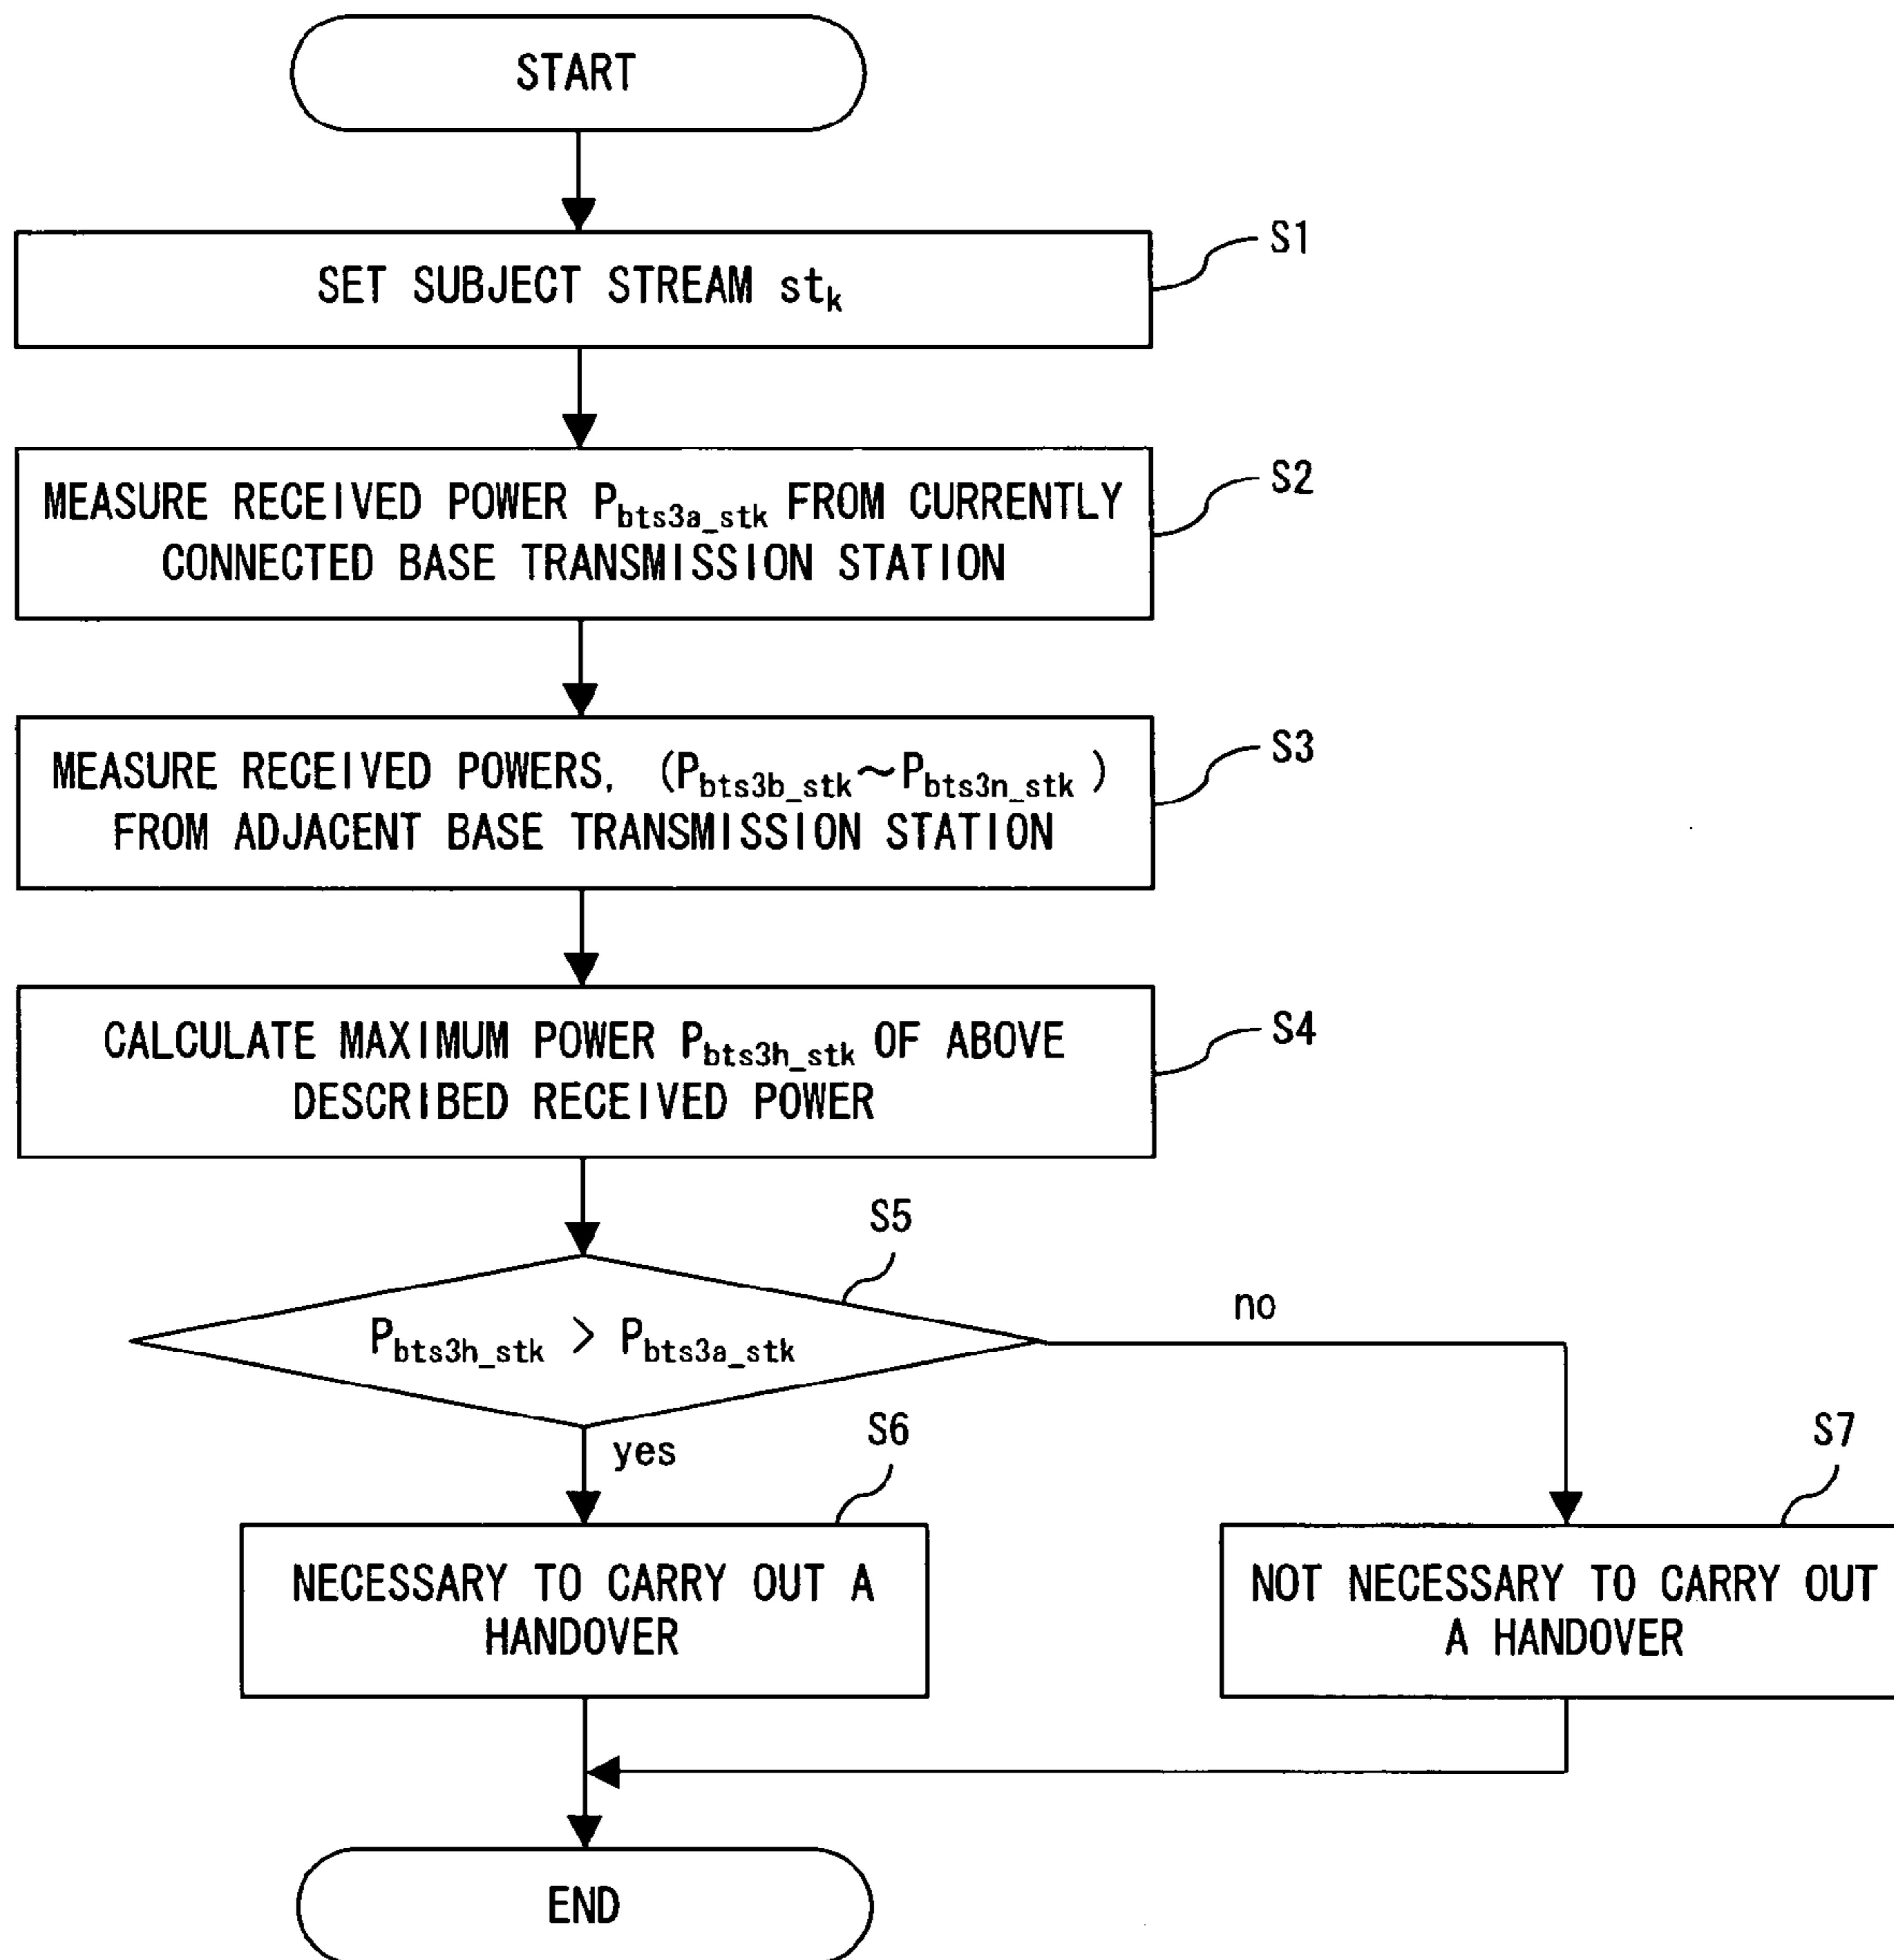 START
S1
SET SUBJECT STREAM stk
S2
MEASURE RECEIVED POWER Pbts3a_stk FROM CURRENTLY
CONNECTED BASE TRANSMISSION STATION
S3
MEASURE RECEIVED POWERS, (Pbts3b_stk~Pbts3n_stk)
FROM ADJACENT BASE TRANSMISSION STATION
S4
CALCULATE MAXIMUM POWER Pbts3h_stk OF ABOVE
DESCRIBED RECEIVED POWER
S5
Pbts3h_stk > Pbts3a_stk
no
yes
S6
S7
NECESSARY TO CARRY OUT A
HANDOVER
NOT NECESSARY TO CARRY OUT
A HANDOVER
END